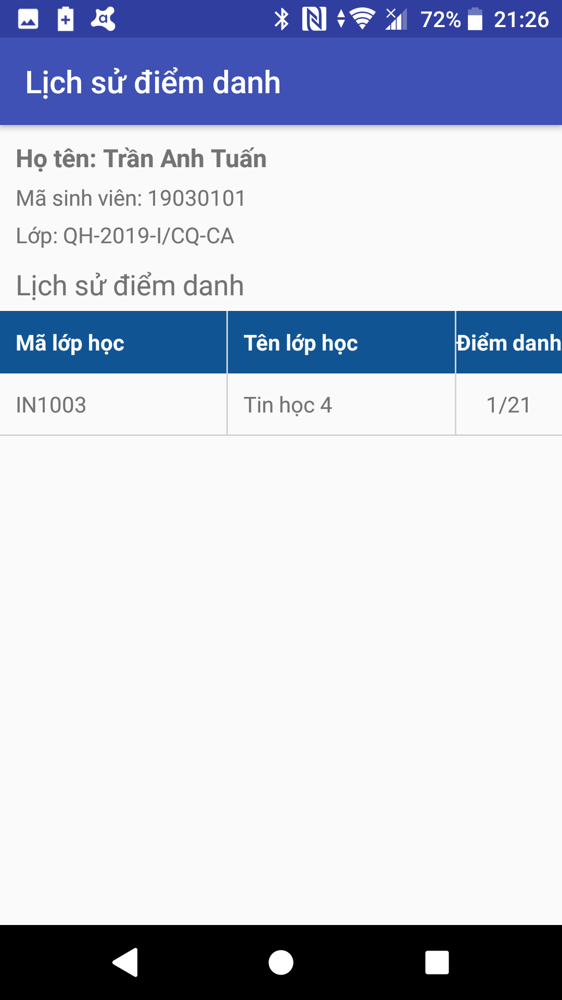 72% 21:26
Lịch sử điểm danh
Họ tên: Trần Anh Tuấn
Mã sinh viên: 19030101
Lớp: QH-2019-I/CQ-CA
Lịch sử điểm danh
Mã lớp học Tên lớp học Điểm danh
IN1003 Tin học 4 1/21